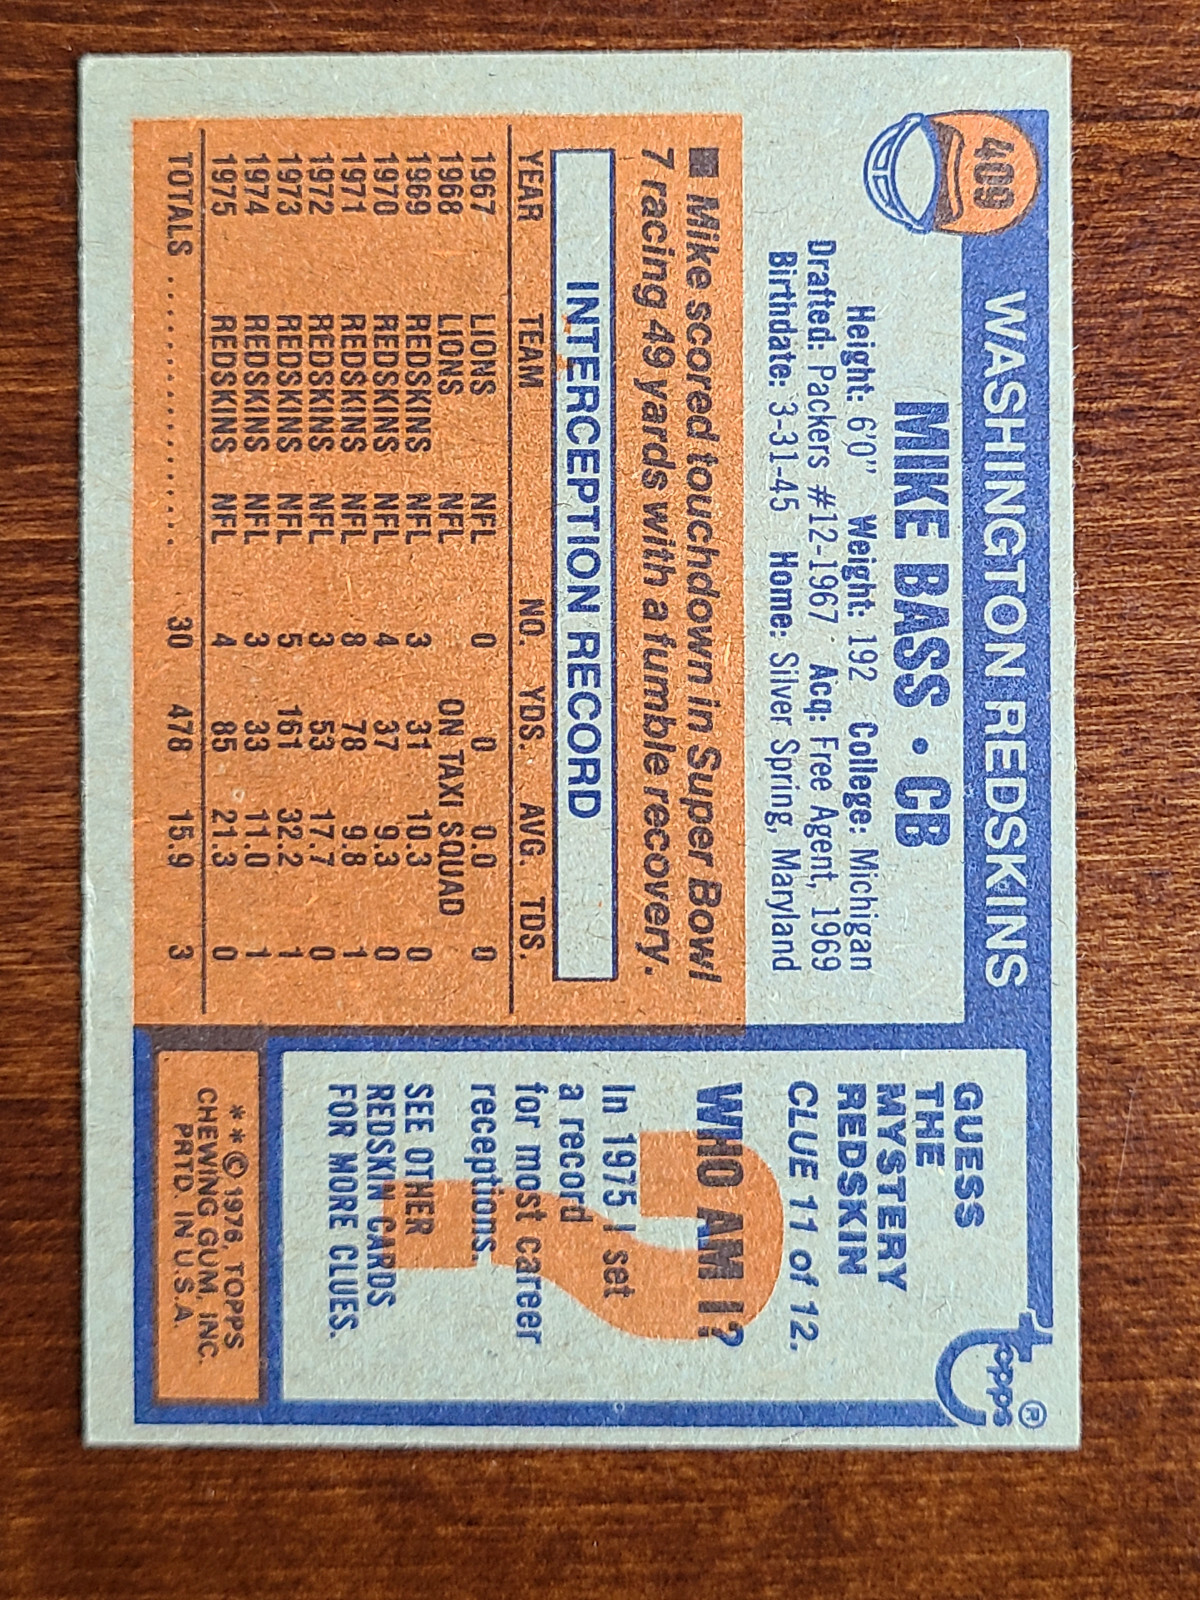 409
WASHINGTON REDSKINS
MIKE BASS • CB
Height: 6'0" Weight: 192 College: Michigan
Drafted: Packers #12-1967 Acq: Free Agent, 1969
Birthdate: 3-31-45 Home: Silver Spring, Maryland
■ Mike scored touchdown in Super Bowl
7 racing 49 yards with a fumble recovery.
INTERCEPTION RECORD
YEAR TEAM NO. YDS. AVG. TDS.
1967 LIONS NFL 0 0 0.0 0
1968 LIONS NFL ON TAXI SQUAD
1969 REDSKINS NFL 3 31 10.3 0
1970 REDSKINS NFL 4 37 9.3 0
1971 REDSKINS NFL 8 78 9.8 1
1972 REDSKINS NFL 3 53 17.7 0
1973 REDSKINS NFL 5 161 32.2 1
1974 REDSKINS NFL 3 33 11.0 1
1975 REDSKINS NFL 4 85 21.3 0
TOTALS .................. 30 478 15.9 3
topps®
GUESS
THE
MYSTERY
REDSKIN
CLUE 11 of 12.
WHO AM I?
In 1975 I set
a record
for most career
receptions.
SEE OTHER
REDSKIN CARDS
FOR MORE CLUES.
**© 1976, TOPPS
CHEWING GUM, INC.
PRTD. IN U.S.A.